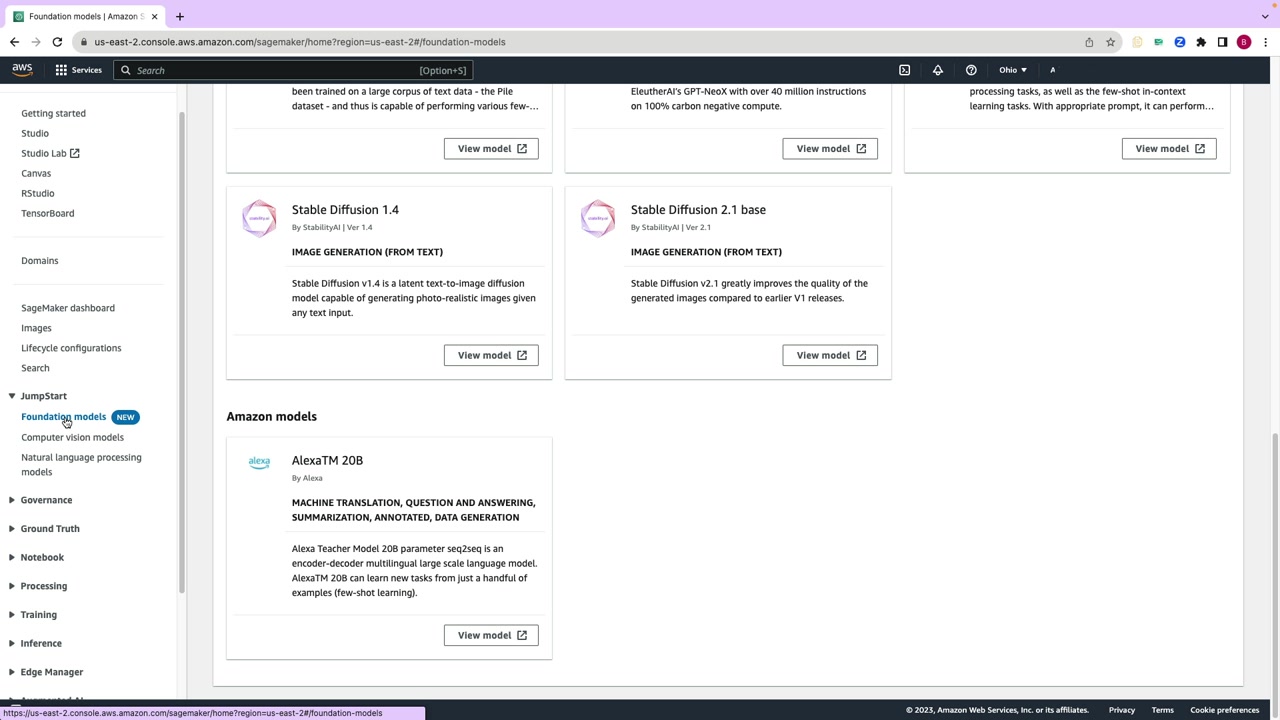 Foundation models | Amazon S
us-east-2.console.aws.amazon.com/sagemaker/home?region=us-east-2#/foundation-models
B
aws
Services
Search
[Option+S]
Ohio
A
Getting started
Studio
Studio Lab
Canvas
RStudio
TensorBoard
Domains
SageMaker dashboard
Images
Lifecycle configurations
Search
JumpStart
Foundation models NEW
Computer vision models
Natural language processing
models
Governance
Ground Truth
Notebook
Processing
Training
Inference
Edge Manager
been trained on a large corpus of text data - the Pile
dataset - and thus is capable of performing various few-...
View model
EleutherAI's GPT-NeoX with over 40 million instructions
on 100% carbon negative compute.
View model
processing tasks, as well as the few-shot in-context
learning tasks. With appropriate prompt, it can perform...
View model
stability.ai
Stable Diffusion 1.4
By StabilityAI | Ver 1.4
IMAGE GENERATION (FROM TEXT)
Stable Diffusion v1.4 is a latent text-to-image diffusion
model capable of generating photo-realistic images given
any text input.
View model
stability.ai
Stable Diffusion 2.1 base
By StabilityAI | Ver 2.1
IMAGE GENERATION (FROM TEXT)
Stable Diffusion v2.1 greatly improves the quality of the
generated images compared to earlier V1 releases.
View model
Amazon models
alexa
AlexaTM 20B
By Alexa
MACHINE TRANSLATION, QUESTION AND ANSWERING,
SUMMARIZATION, ANNOTATED, DATA GENERATION
Alexa Teacher Model 20B parameter seq2seq is an
encoder-decoder multilingual large scale language model.
AlexaTM 20B can learn new tasks from just a handful of
examples (few-shot learning).
View model
https://us-east-2.console.aws.amazon.com/sagemaker/home?region=us-east-2#/foundation-models
© 2023, Amazon Web Services, Inc. or its affiliates.
Privacy
Terms
Cookie preferences